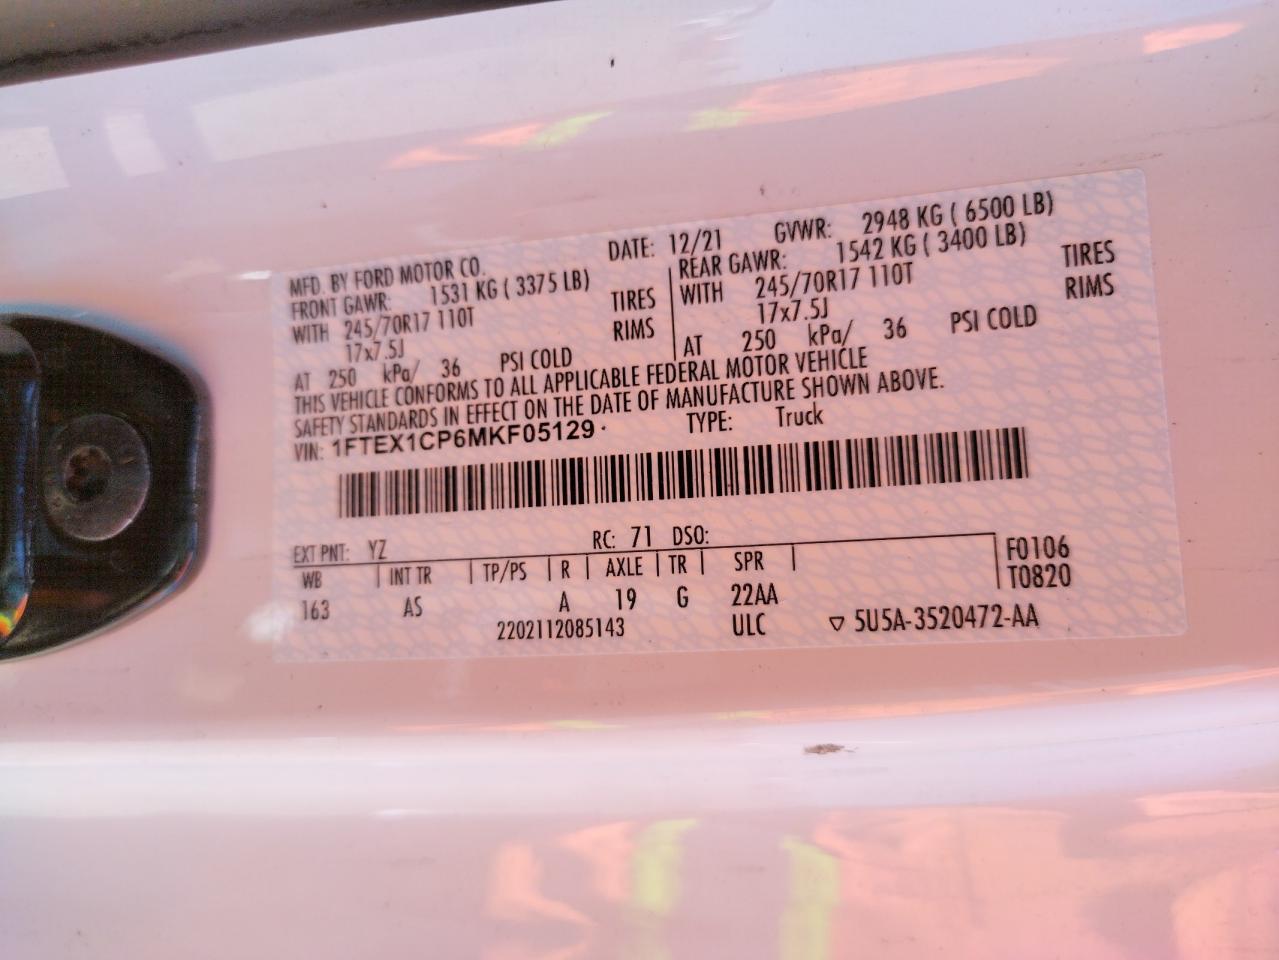 MFD. BY FORD MOTOR CO. DATE: 12/21 GVWR: 2948 KG ( 6500 LB)
FRONT GAWR: 1531 KG ( 3375 LB) REAR GAWR: 1542 KG ( 3400 LB)
WITH 245/70R17 110T TIRES WITH 245/70R17 110T TIRES
17x7.5J RIMS 17x7.5J RIMS
AT 250 kPa/ 36 PSI COLD AT 250 kPa/ 36 PSI COLD
THIS VEHICLE CONFORMS TO ALL APPLICABLE FEDERAL MOTOR VEHICLE
SAFETY STANDARDS IN EFFECT ON THE DATE OF MANUFACTURE SHOWN ABOVE.
VIN: 1FTEX1CP6MKF05129 TYPE: Truck
EXT PNT: YZ RC: 71 DSO:
WB INT TR TP/PS R AXLE TR SPR F0106
163 AS A 19 G 22AA T0820
2202112085143 ULC ▽ 5U5A-3520472-AA